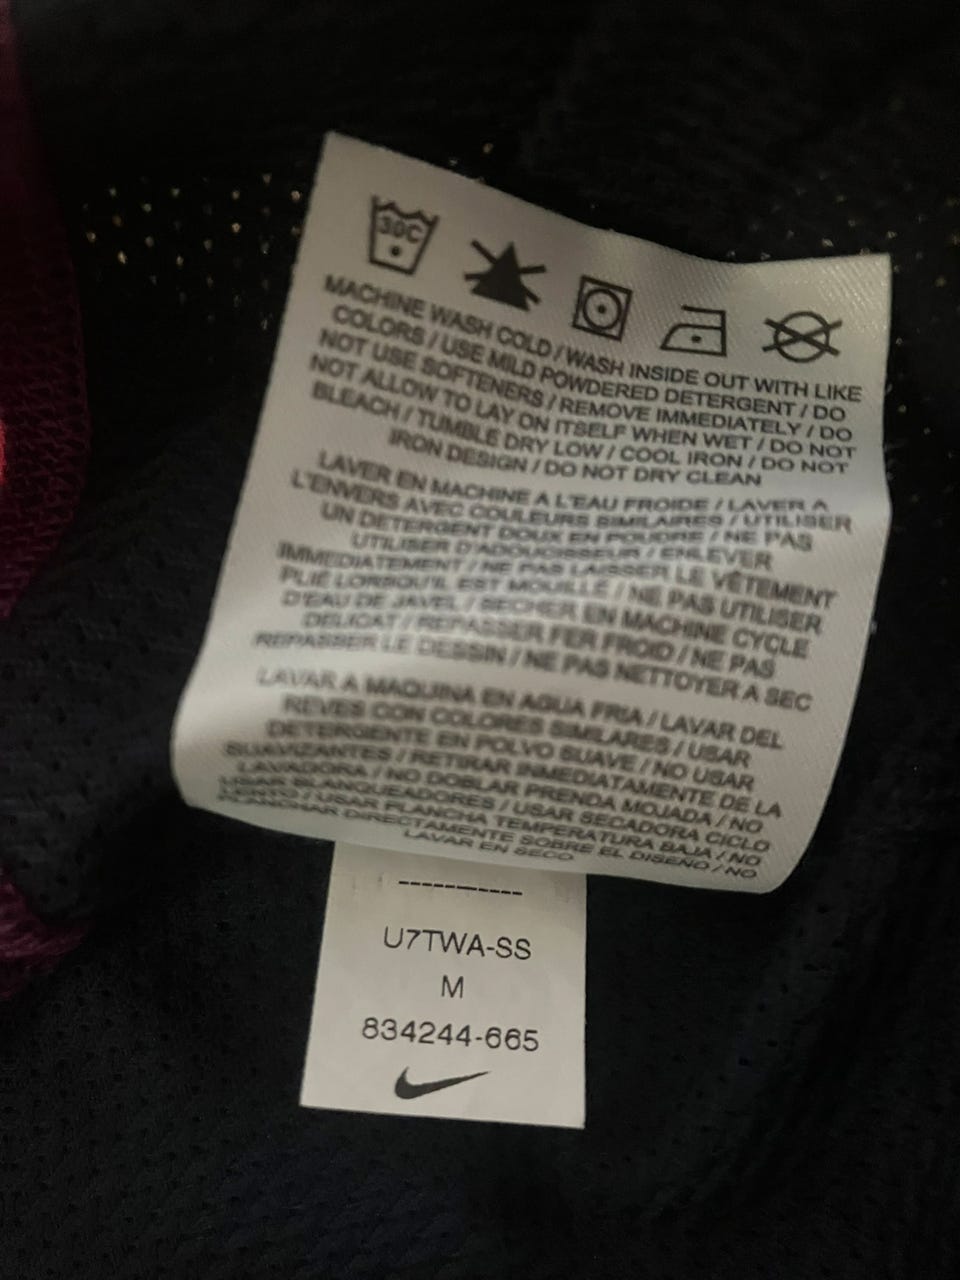 30C
MACHINE WASH COLD / WASH INSIDE OUT WITH LIKE
COLORS / USE MILD POWDERED DETERGENT / DO
NOT USE SOFTENERS / REMOVE IMMEDIATELY / DO
NOT ALLOW TO LAY ON ITSELF WHEN WET / DO NOT
BLEACH / TUMBLE DRY LOW / COOL IRON / DO NOT
IRON DESIGN / DO NOT DRY CLEAN
LAVER EN MACHINE A L'EAU FROIDE / LAVER A
L'ENVERS AVEC COULEURS SIMILAIRES / UTILISER
UN DETERGENT DOUX EN POUDRE / NE PAS
UTILISER D'ADOUCISSEUR / ENLEVER
IMMEDIATEMENT / NE PAS LAISSER LE VÊTEMENT
PLIÉ LORSQU'IL EST MOUILLÉ / NE PAS UTILISER
D'EAU DE JAVEL / SECHER EN MACHINE CYCLE
DELICAT / REPASSER FER FROID / NE PAS
REPASSER LE DESSIN / NE PAS NETTOYER A SEC
LAVAR A MAQUINA EN AGUA FRIA / LAVAR DEL
REVES CON COLORES SIMILARES / USAR
DETERGENTE EN POLVO SUAVE / NO USAR
SUAVIZANTES / RETIRAR INMEDIATAMENTE DE LA
LAVADORA / NO DOBLAR PRENDA MOJADA / NO
USAR BLANQUEADORES / USAR SECADORA CICLO
LENTO / USAR PLANCHA TEMPERATURA BAJA / NO
PLANCHAR DIRECTAMENTE SOBRE EL DISEÑO / NO
LAVAR EN SECO
-----------
U7TWA-SS
M
834244-665